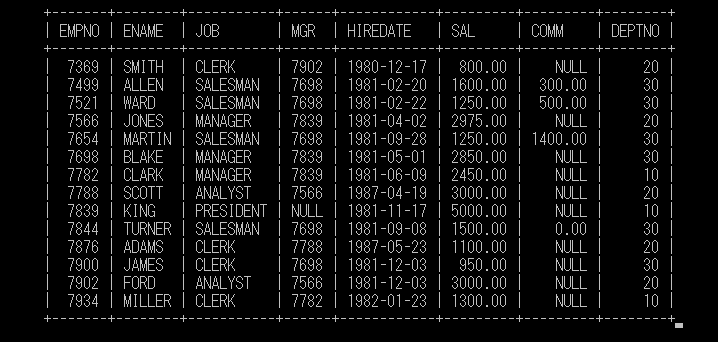 +-------+--------+-----------+------+------------+---------+---------+--------+
| EMPNO | ENAME  | JOB       | MGR  | HIREDATE   | SAL     | COMM    | DEPTNO |
+-------+--------+-----------+------+------------+---------+---------+--------+
|  7369 | SMITH  | CLERK     | 7902 | 1980-12-17 |  800.00 |    NULL |     20 |
|  7499 | ALLEN  | SALESMAN  | 7698 | 1981-02-20 | 1600.00 |  300.00 |     30 |
|  7521 | WARD   | SALESMAN  | 7698 | 1981-02-22 | 1250.00 |  500.00 |     30 |
|  7566 | JONES  | MANAGER   | 7839 | 1981-04-02 | 2975.00 |    NULL |     20 |
|  7654 | MARTIN | SALESMAN  | 7698 | 1981-09-28 | 1250.00 | 1400.00 |     30 |
|  7698 | BLAKE  | MANAGER   | 7839 | 1981-05-01 | 2850.00 |    NULL |     30 |
|  7782 | CLARK  | MANAGER   | 7839 | 1981-06-09 | 2450.00 |    NULL |     10 |
|  7788 | SCOTT  | ANALYST   | 7566 | 1987-04-19 | 3000.00 |    NULL |     20 |
|  7839 | KING   | PRESIDENT | NULL | 1981-11-17 | 5000.00 |    NULL |     10 |
|  7844 | TURNER | SALESMAN  | 7698 | 1981-09-08 | 1500.00 |    0.00 |     30 |
|  7876 | ADAMS  | CLERK     | 7788 | 1987-05-23 | 1100.00 |    NULL |     20 |
|  7900 | JAMES  | CLERK     | 7698 | 1981-12-03 |  950.00 |    NULL |     30 |
|  7902 | FORD   | ANALYST   | 7566 | 1981-12-03 | 3000.00 |    NULL |     20 |
|  7934 | MILLER | CLERK     | 7782 | 1982-01-23 | 1300.00 |    NULL |     10 |
+-------+--------+-----------+------+------------+---------+---------+--------+